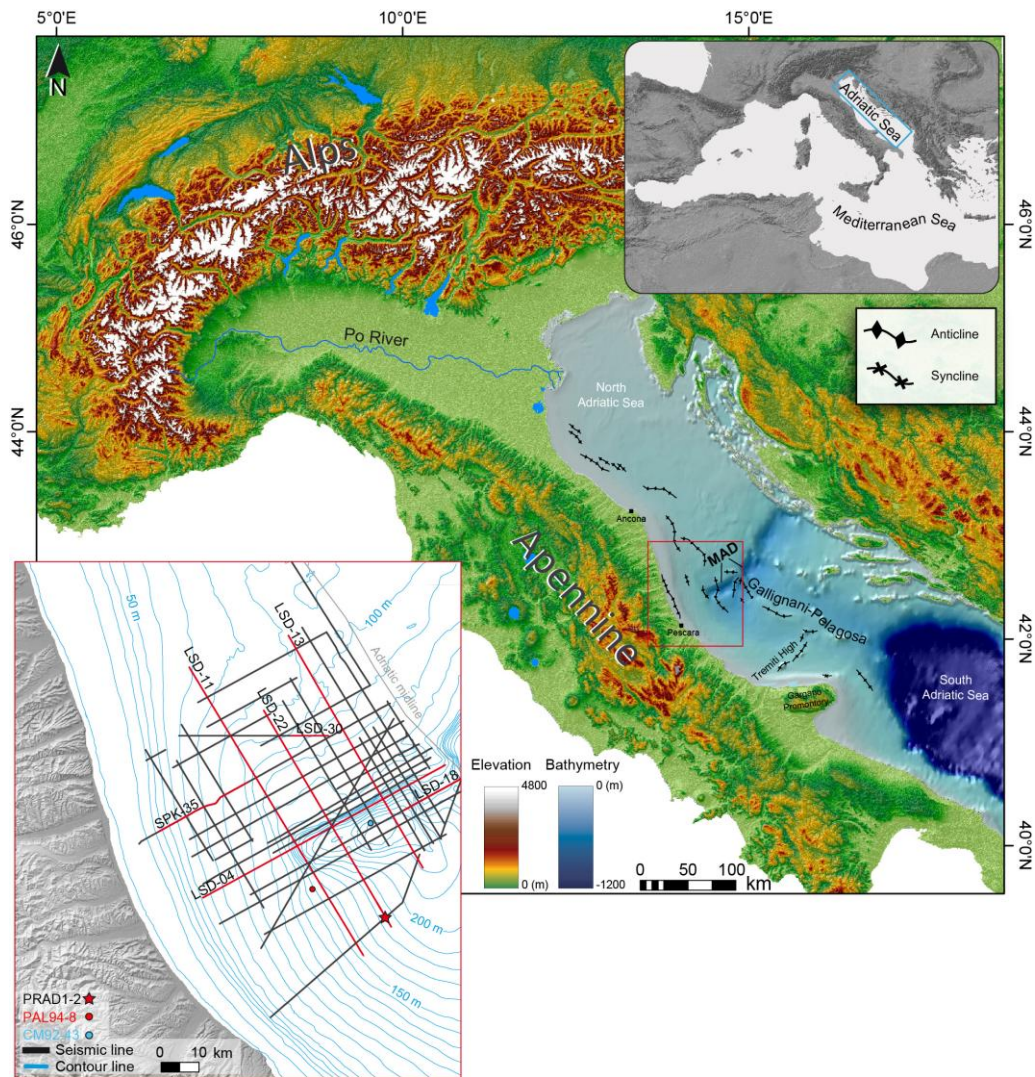 5°0'E
10°0'E
15°0'E
N
Alps
Adriatic Sea
Mediterranean Sea
46°0'N
46°0'N
Anticline
Syncline
Po River
North
Adriatic Sea
44°0'N
44°0'N
Ancona
Apennine
MAD
Gallignani-Pelagosa
Pescara
Tremiti High
42°0'N
Gargano
Promontory
South
Adriatic Sea
Elevation
Bathymetry
4800
0 (m)
0 (m)
-1200
0 25 50 100
km
40°0'N
50 m
LSD-13
100 m
LSD-11
Adriatic midline
LSD-22
LSD-30
SPK-35
LSD-18
LSD-04
200 m
150 m
PRAD1-2
PAL94-8
CM92-43
Seismic line
Contour line
0 10 km